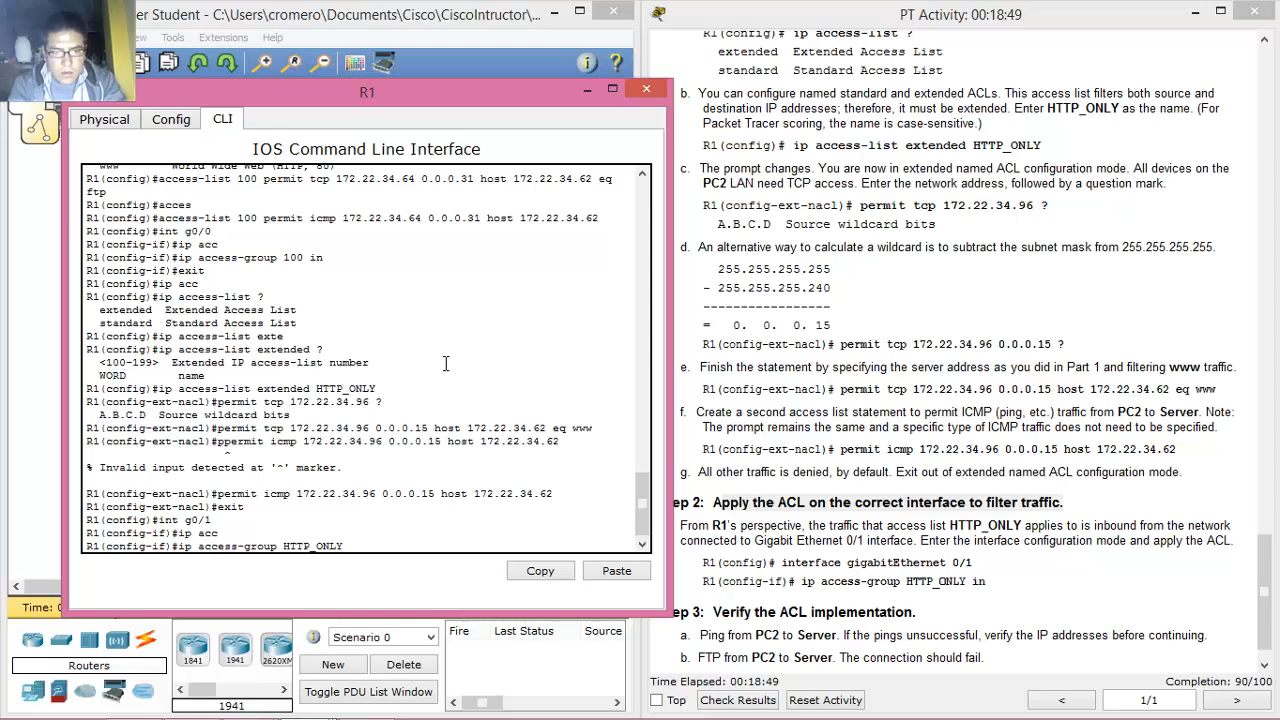 er Student - C:\Users\cromero\Documents\Cisco\CiscoIntructor\...
Tools Extensions Help
R1
Physical Config CLI
IOS Command Line Interface
www World Wide Web (HTTP, 80)
R1(config)#access-list 100 permit tcp 172.22.34.64 0.0.0.31 host 172.22.34.62 eq
ftp
R1(config)#acces
R1(config)#access-list 100 permit icmp 172.22.34.64 0.0.0.31 host 172.22.34.62
R1(config)#int g0/0
R1(config-if)#ip acc
R1(config-if)#ip access-group 100 in
R1(config-if)#exit
R1(config)#ip acc
R1(config)#ip access-list ?
extended Extended Access List
standard Standard Access List
R1(config)#ip access-list exte
R1(config)#ip access-list extended ?
<100-199> Extended IP access-list number
WORD name
R1(config)#ip access-list extended HTTP_ONLY
R1(config-ext-nacl)#permit tcp 172.22.34.96 ?
A.B.C.D Source wildcard bits
R1(config-ext-nacl)#permit tcp 172.22.34.96 0.0.0.15 host 172.22.34.62 eq www
R1(config-ext-nacl)#ppermit icmp 172.22.34.96 0.0.0.15 host 172.22.34.62
^
% Invalid input detected at '^' marker.
R1(config-ext-nacl)#permit icmp 172.22.34.96 0.0.0.15 host 172.22.34.62
R1(config-ext-nacl)#exit
R1(config)#int g0/1
R1(config-if)#ip acc
R1(config-if)#ip access-group HTTP_ONLY
Copy Paste
Time: 0
Routers
1841 1941 2620XM
1941
Scenario 0
New Delete
Toggle PDU List Window
Fire Last Status Source
PT Activity: 00:18:49
R1(config)# ip access-list ?
extended Extended Access List
standard Standard Access List
b. You can configure named standard and extended ACLs. This access list filters both source and
destination IP addresses; therefore, it must be extended. Enter HTTP_ONLY as the name. (For
Packet Tracer scoring, the name is case-sensitive.)
R1(config)# ip access-list extended HTTP_ONLY
c. The prompt changes. You are now in extended named ACL configuration mode. All devices on the
PC2 LAN need TCP access. Enter the network address, followed by a question mark.
R1(config-ext-nacl)# permit tcp 172.22.34.96 ?
A.B.C.D Source wildcard bits
d. An alternative way to calculate a wildcard is to subtract the subnet mask from 255.255.255.255.
255.255.255.255
- 255.255.255.240
-----------------
= 0. 0. 0. 15
R1(config-ext-nacl)# permit tcp 172.22.34.96 0.0.0.15 ?
e. Finish the statement by specifying the server address as you did in Part 1 and filtering www traffic.
R1(config-ext-nacl)# permit tcp 172.22.34.96 0.0.0.15 host 172.22.34.62 eq www
f. Create a second access list statement to permit ICMP (ping, etc.) traffic from PC2 to Server. Note:
The prompt remains the same and a specific type of ICMP traffic does not need to be specified.
R1(config-ext-nacl)# permit icmp 172.22.34.96 0.0.0.15 host 172.22.34.62
g. All other traffic is denied, by default. Exit out of extended named ACL configuration mode.
ep 2: Apply the ACL on the correct interface to filter traffic.
From R1's perspective, the traffic that access list HTTP_ONLY applies to is inbound from the network
connected to Gigabit Ethernet 0/1 interface. Enter the interface configuration mode and apply the ACL.
R1(config)# interface gigabitEthernet 0/1
R1(config-if)# ip access-group HTTP_ONLY in
ep 3: Verify the ACL implementation.
a. Ping from PC2 to Server. If the pings unsuccessful, verify the IP addresses before continuing.
b. FTP from PC2 to Server. The connection should fail.
Time Elapsed: 00:18:49 Completion: 90/100
Top Check Results Reset Activity < 1/1 >